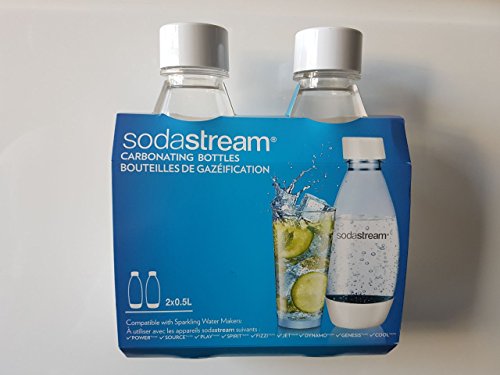 sodastream®
CARBONATING BOTTLES
BOUTEILLES DE GAZÉIFICATION
sodastream®
2x0.5L
Compatible with Sparkling Water Makers:
À utiliser avec les appareils sodastream suivants
✓POWER ✓SOURCE ✓PLAY ✓SPIRIT ✓FIZZI ✓JET ✓DYNAMO ✓GENESIS ✓COOL